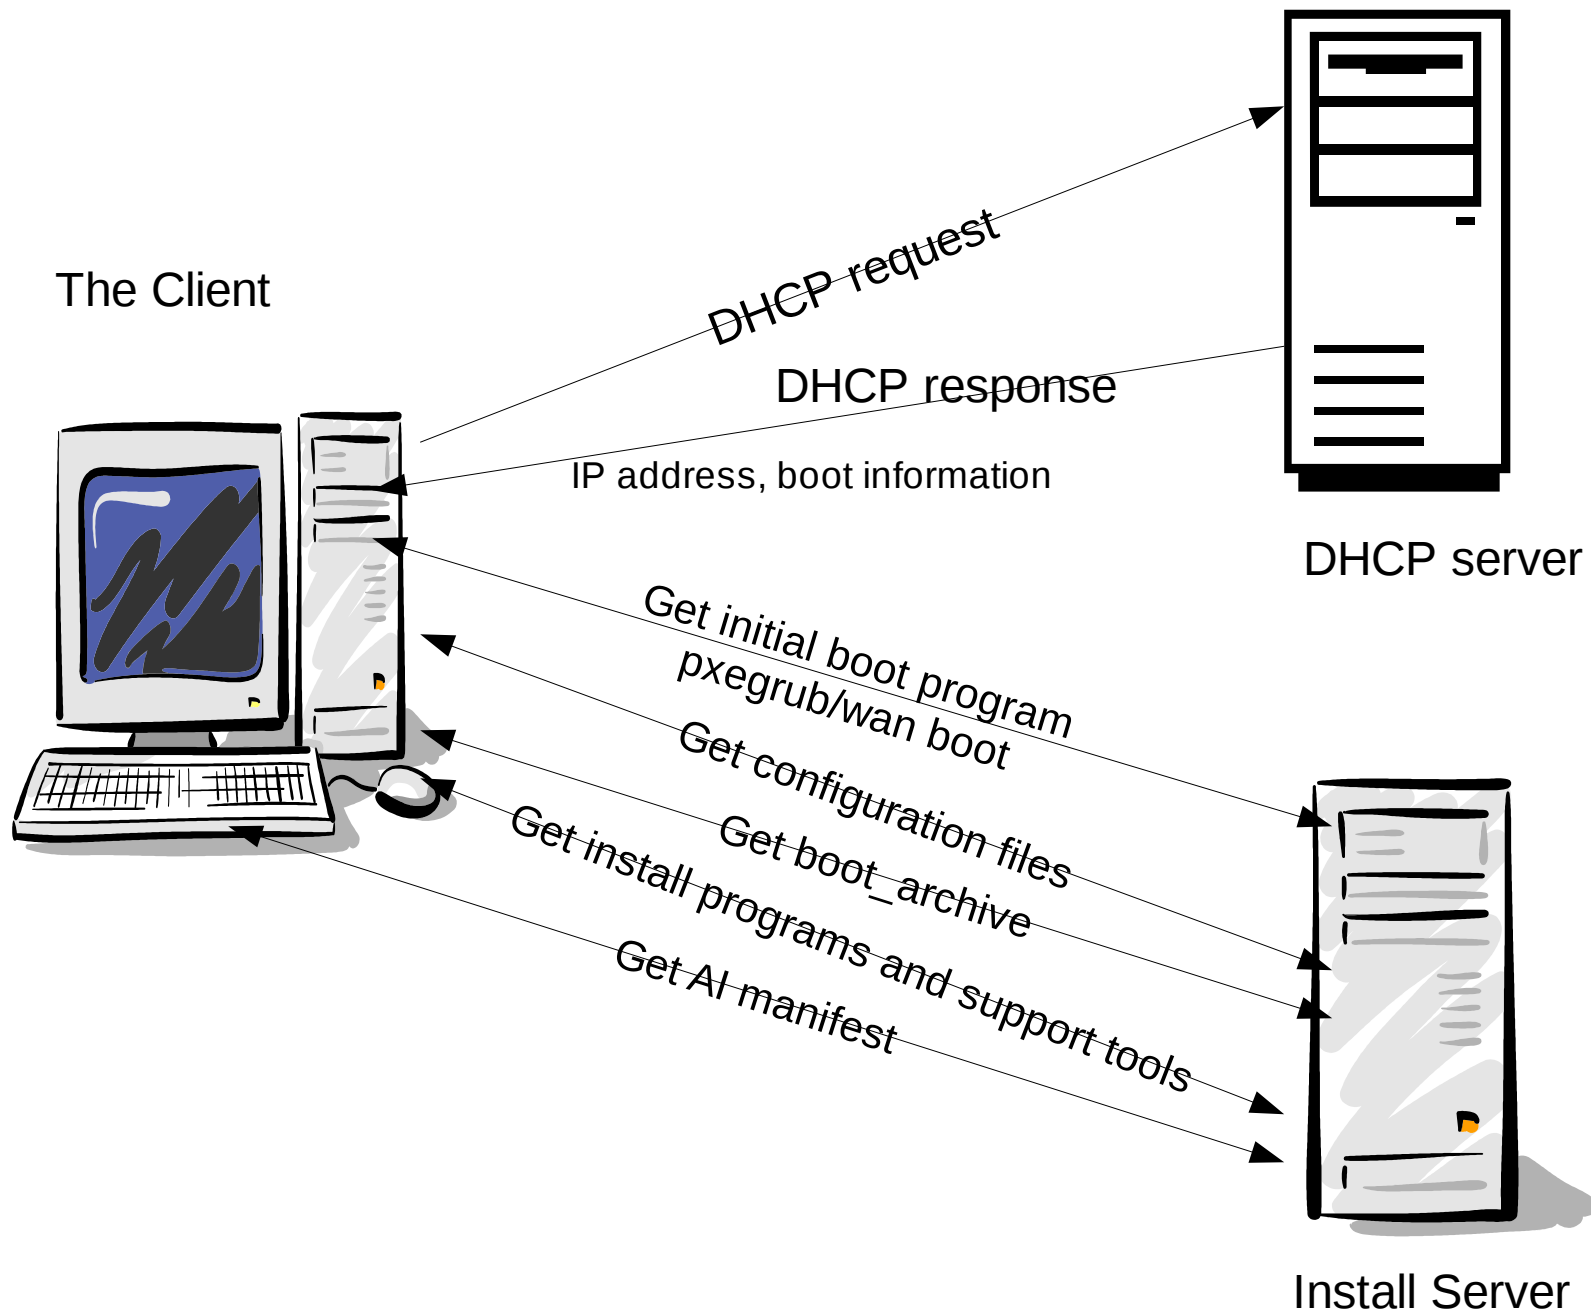 The Client
DHCP request
DHCP response
IP address, boot information
DHCP server
Get initial boot program
pxegrub/wan boot
Get configuration files
Get boot_archive
Get install programs and support tools
Get AI manifest
Install Server